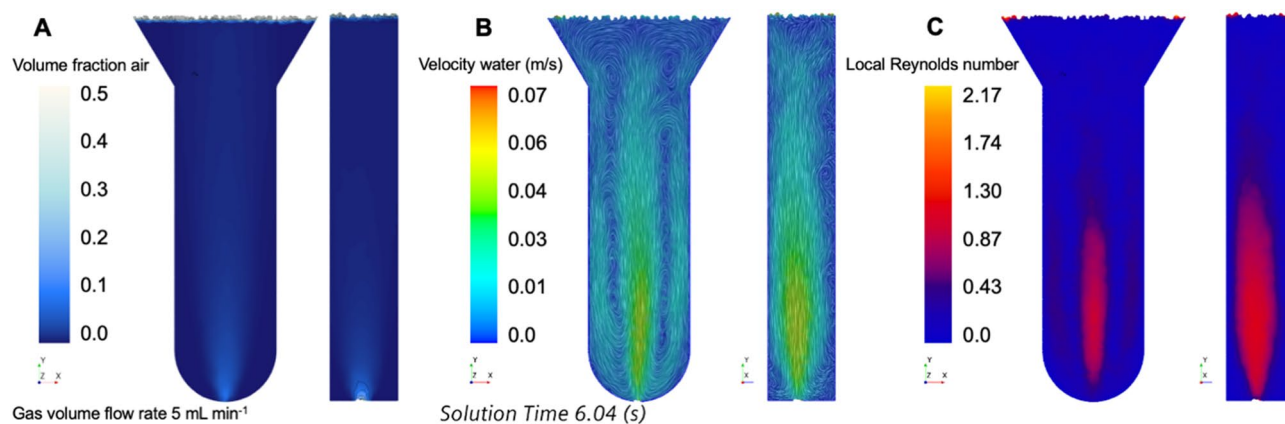 A
Volume fraction air
0.5
0.4
0.3
0.2
0.1
0.0
Y
Z X
Y
X
Gas volume flow rate 5 mL min⁻¹
B
Velocity water (m/s)
0.07
0.06
0.04
0.03
0.01
0.0
Y
Z X
Y
X
Solution Time 6.04 (s)
C
Local Reynolds number
2.17
1.74
1.30
0.87
0.43
0.0
Y
Z X
Y
X